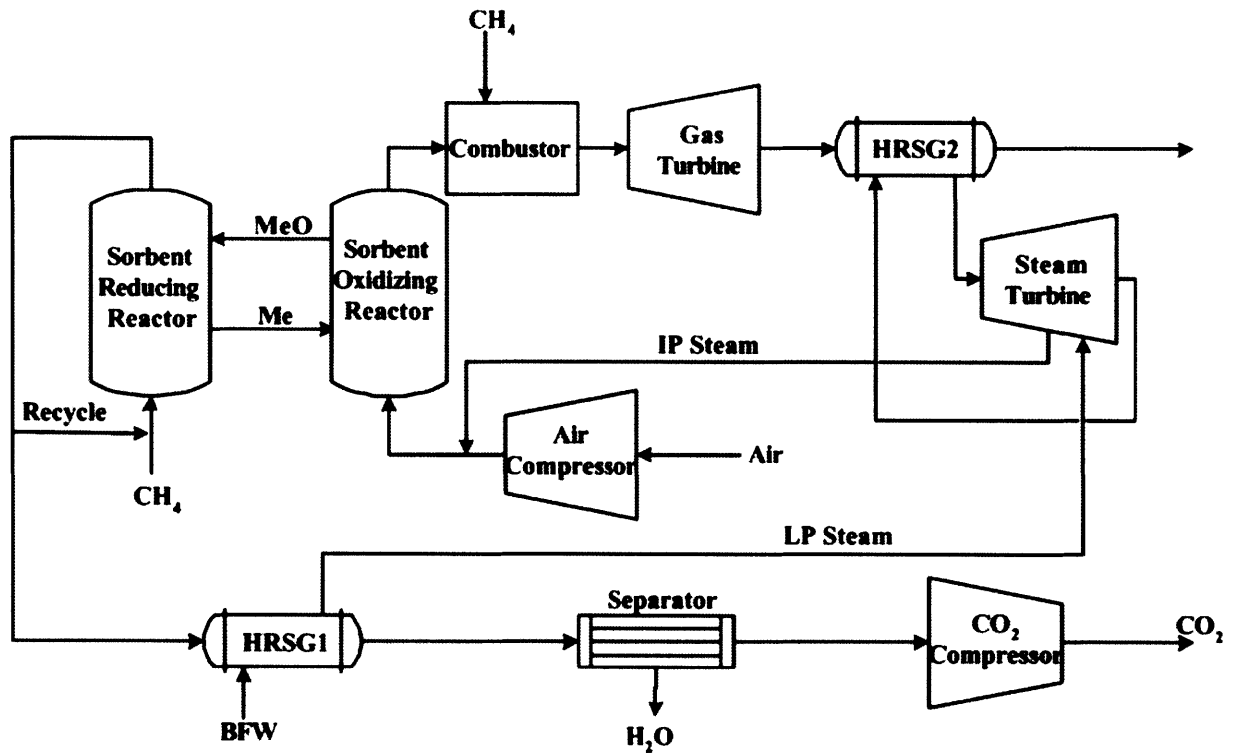 CH₄
Combustor
Gas
Turbine
HRSG2
Sorbent
Reducing
Reactor
MeO
Me
Sorbent
Oxidizing
Reactor
Steam
Turbine
IP Steam
Recycle
CH₄
Air
Compressor
Air
LP Steam
HRSG1
BFW
Separator
H₂O
CO₂
Compressor
CO₂